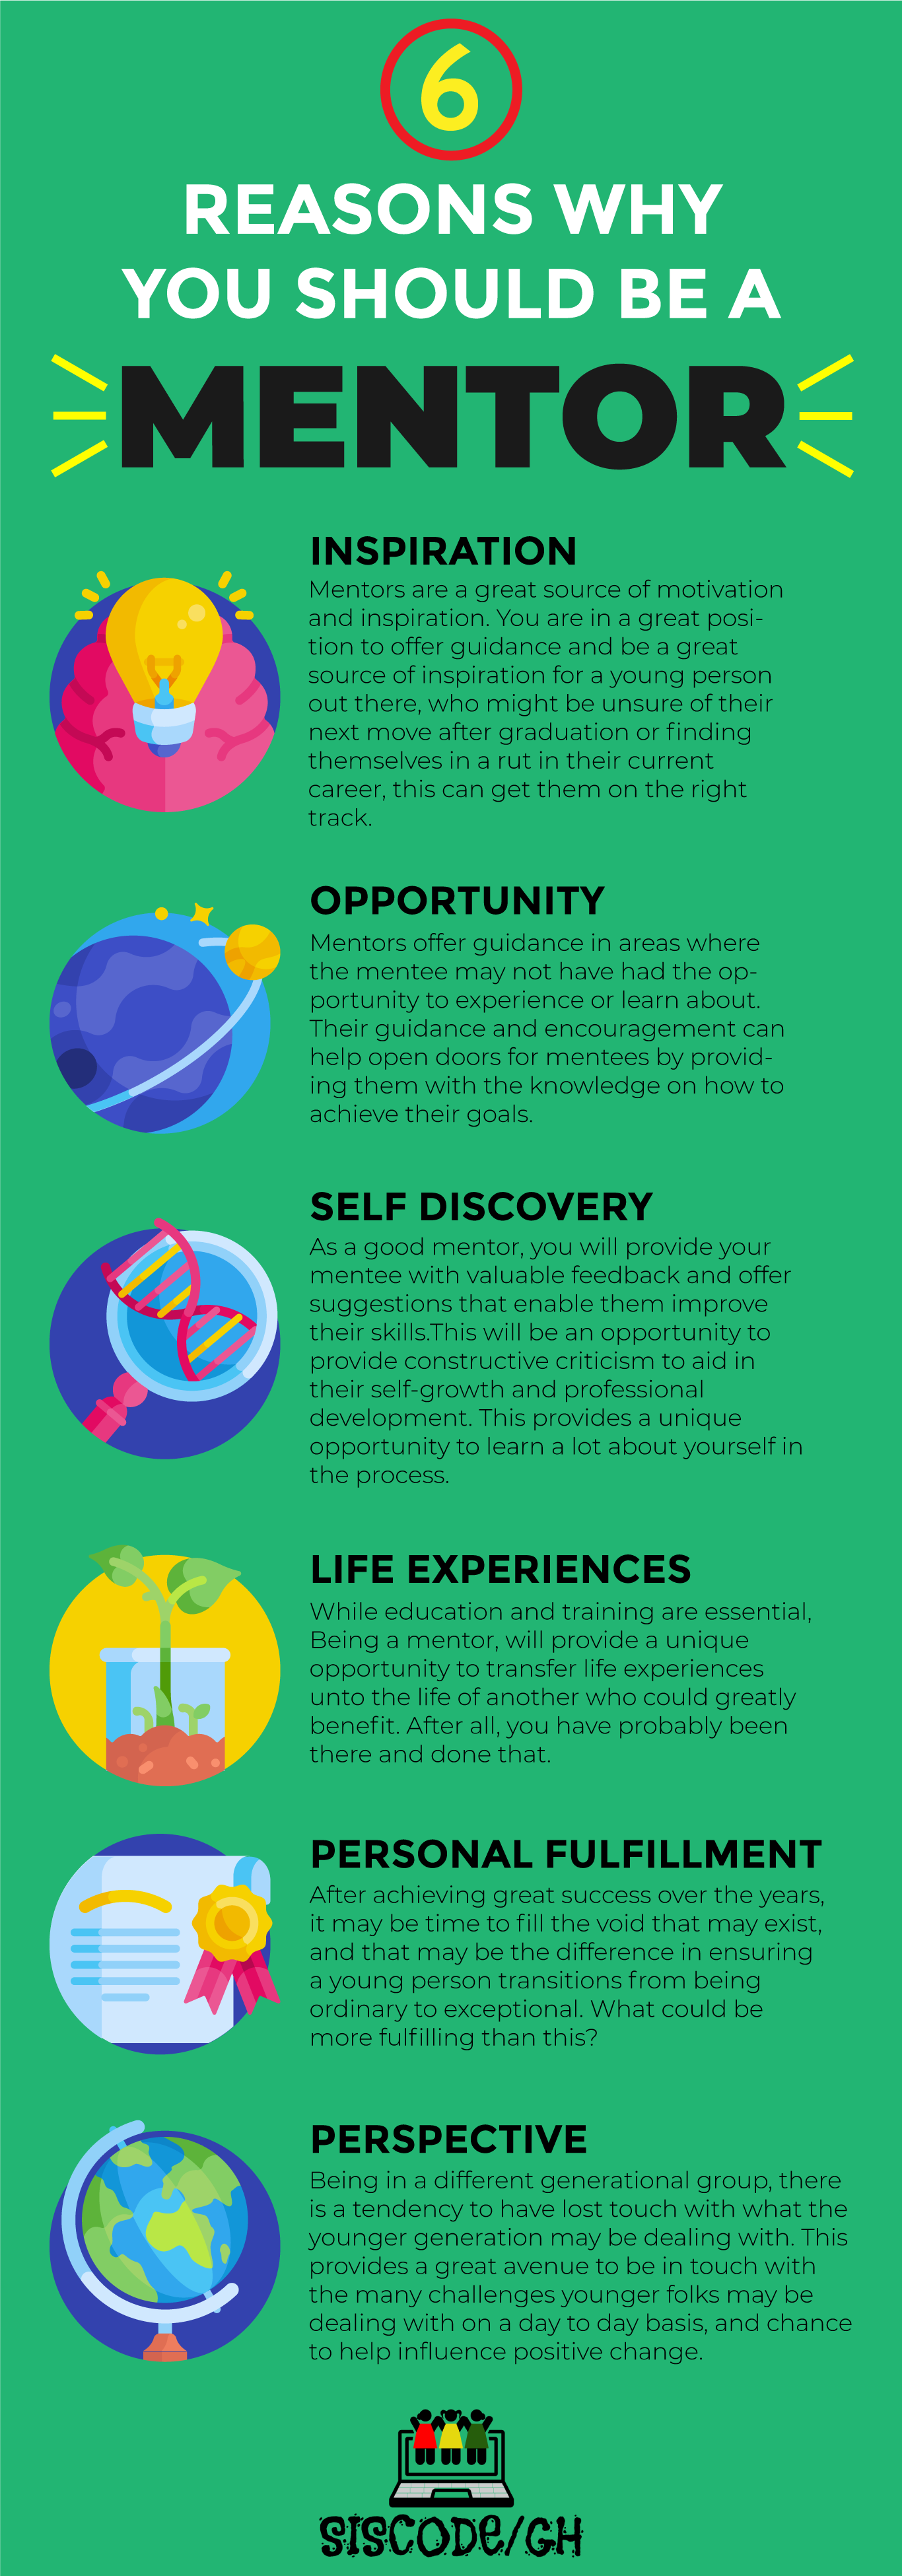 6
REASONS WHY
YOU SHOULD BE A
MENTOR
INSPIRATION
Mentors are a great source of motivation
and inspiration. You are in a great posi-
tion to offer guidance and be a great
source of inspiration for a young person
out there, who might be unsure of their
next move after graduation or finding
themselves in a rut in their current
career, this can get them on the right
track.
OPPORTUNITY
Mentors offer guidance in areas where
the mentee may not have had the op-
portunity to experience or learn about.
Their guidance and encouragement can
help open doors for mentees by provid-
ing them with the knowledge on how to
achieve their goals.
SELF DISCOVERY
As a good mentor, you will provide your
mentee with valuable feedback and offer
suggestions that enable them improve
their skills.This will be an opportunity to
provide constructive criticism to aid in
their self-growth and professional
development. This provides a unique
opportunity to learn a lot about yourself in
the process.
LIFE EXPERIENCES
While education and training are essential,
Being a mentor, will provide a unique
opportunity to transfer life experiences
unto the life of another who could greatly
benefit. After all, you have probably been
there and done that.
PERSONAL FULFILLMENT
After achieving great success over the years,
it may be time to fill the void that may exist,
and that may be the difference in ensuring
a young person transitions from being
ordinary to exceptional. What could be
more fulfilling than this?
PERSPECTIVE
Being in a different generational group, there
is a tendency to have lost touch with what the
younger generation may be dealing with. This
provides a great avenue to be in touch with
the many challenges younger folks may be
dealing with on a day to day basis, and chance
to help influence positive change.
SISCODE/GH